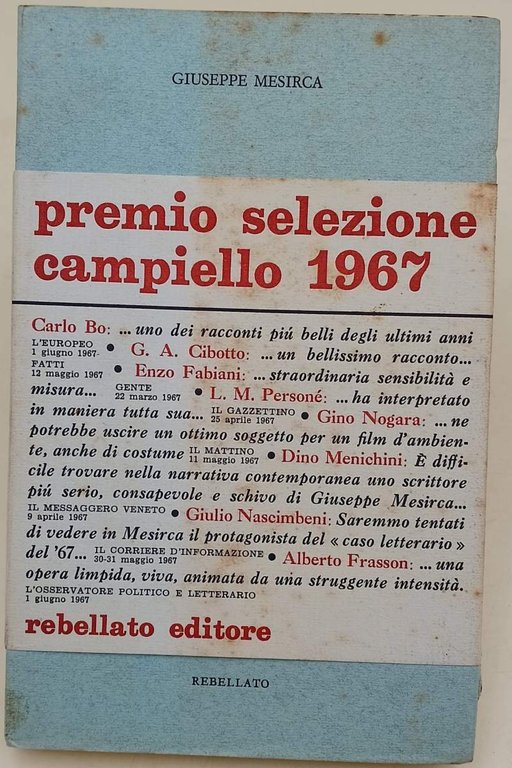 GIUSEPPE MESIRCA
premio selezione
campiello 1967
Carlo Bo: ... uno dei racconti piú belli degli ultimi anni
L'EUROPEO
1 giugno 1967- • G. A. Cibotto: ... un bellissimo racconto...
FATTI
12 maggio 1967 • Enzo Fabiani: ... straordinaria sensibilità e
misura... GENTE
22 marzo 1967 • L. M. Personé: ... ha interpretato
in maniera tutta sua... IL GAZZETTINO
25 aprile 1967 • Gino Nogara: ... ne
potrebbe uscire un ottimo soggetto per un film d'ambien-
te, anche di costume IL MATTINO
11 maggio 1967 • Dino Menichini: È diffi-
cile trovare nella narrativa contemporanea uno scrittore
piú serio, consapevole e schivo di Giuseppe Mesirca...
IL MESSAGGERO VENETO
9 aprile 1967 • Giulio Nascimbeni: Saremmo tentati
di vedere in Mesirca il protagonista del « caso letterario »
del '67... IL CORRIERE D'INFORMAZIONE
30-31 maggio 1967 • Alberto Frasson: ... una
opera limpida, viva, animata da una struggente intensità.
L'OSSERVATORE POLITICO E LETTERARIO
1 giugno 1967
rebellato editore
REBELLATO